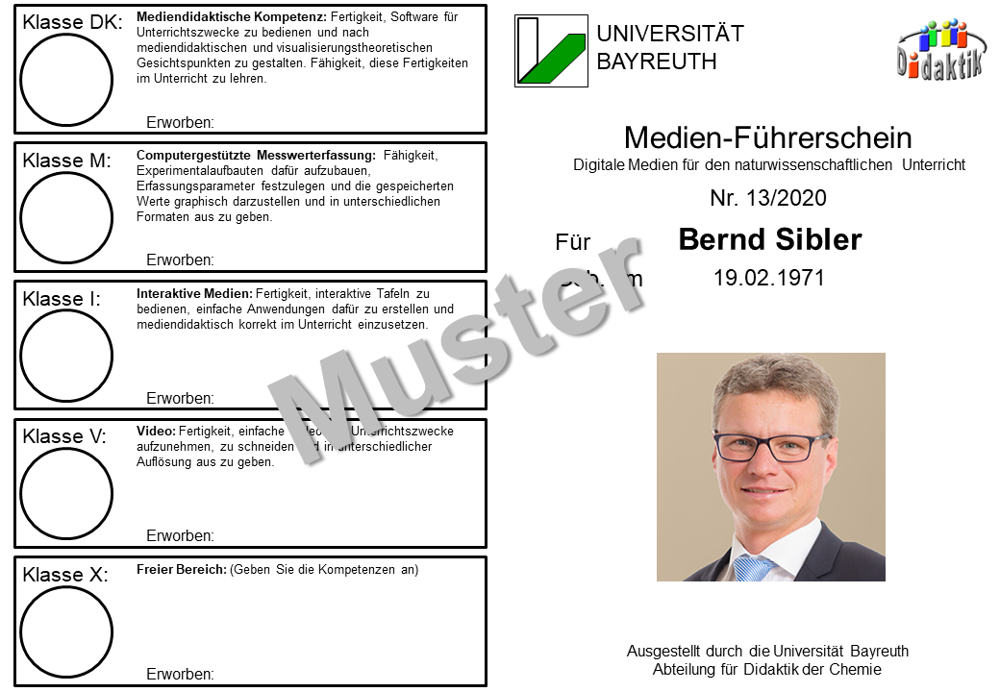 Klasse DK:
Mediendidaktische Kompetenz: Fertigkeit, Software für
Unterrichtszwecke zu bedienen und nach
mediendidaktischen und visualisierungstheoretischen
Gesichtspunkten zu gestalten. Fähigkeit, diese Fertigkeiten
im Unterricht zu lehren.
Erworben:
Klasse M:
Computergestützte Messwerterfassung: Fähigkeit,
Experimentalaufbauten dafür aufzubauen,
Erfassungsparameter festzulegen und die gespeicherten
Werte graphisch darzustellen und in unterschiedlichen
Formaten aus zu geben.
Erworben:
Klasse I:
Interaktive Medien: Fertigkeit, interaktive Tafeln zu
bedienen, einfache Anwendungen dafür zu erstellen und
mediendidaktisch korrekt im Unterricht einzusetzen.
Erworben:
Klasse V:
Video: Fertigkeit, einfache Unterrichtszwecke
aufzunehmen, zu schneiden in unterschiedlicher
Auflösung aus zu geben.
Erworben:
Klasse X:
Freier Bereich: (Geben Sie die Kompetenzen an)
Erworben:
Muster
UNIVERSITÄT
BAYREUTH
Didaktik
Medien-Führerschein
Digitale Medien für den naturwissenschaftlichen Unterricht
Nr. 13/2020
Für Bernd Sibler
19.02.1971
Ausgestellt durch die Universität Bayreuth
Abteilung für Didaktik der Chemie